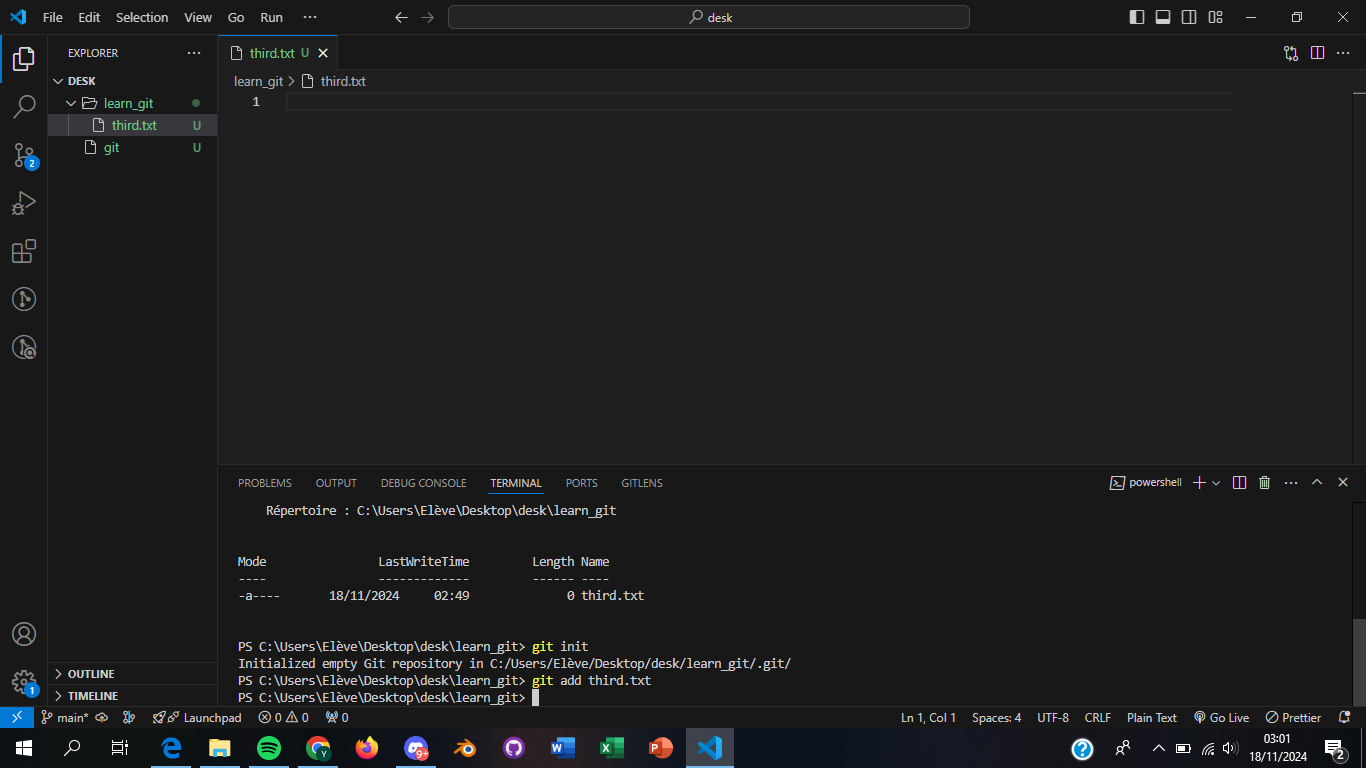 File Edit Selection View Go Run ···
desk
EXPLORER ···
DESK
learn_git
third.txt U
git U
OUTLINE
TIMELINE
2
1
third.txt U
learn_git > third.txt
1
PROBLEMS OUTPUT DEBUG CONSOLE TERMINAL PORTS GITLENS
powershell
Répertoire : C:\Users\Elève\Desktop\desk\learn_git
Mode LastWriteTime Length Name
---- ------------- ------ ----
-a---- 18/11/2024 02:49 0 third.txt
PS C:\Users\Elève\Desktop\desk\learn_git> git init
Initialized empty Git repository in C:/Users/Elève/Desktop/desk/learn_git/.git/
PS C:\Users\Elève\Desktop\desk\learn_git> git add third.txt
PS C:\Users\Elève\Desktop\desk\learn_git>
main* Launchpad 0 0 0 Ln 1, Col 1 Spaces: 4 UTF-8 CRLF Plain Text Go Live Prettier
Y 9+ W X P ?
03:01
18/11/2024
2